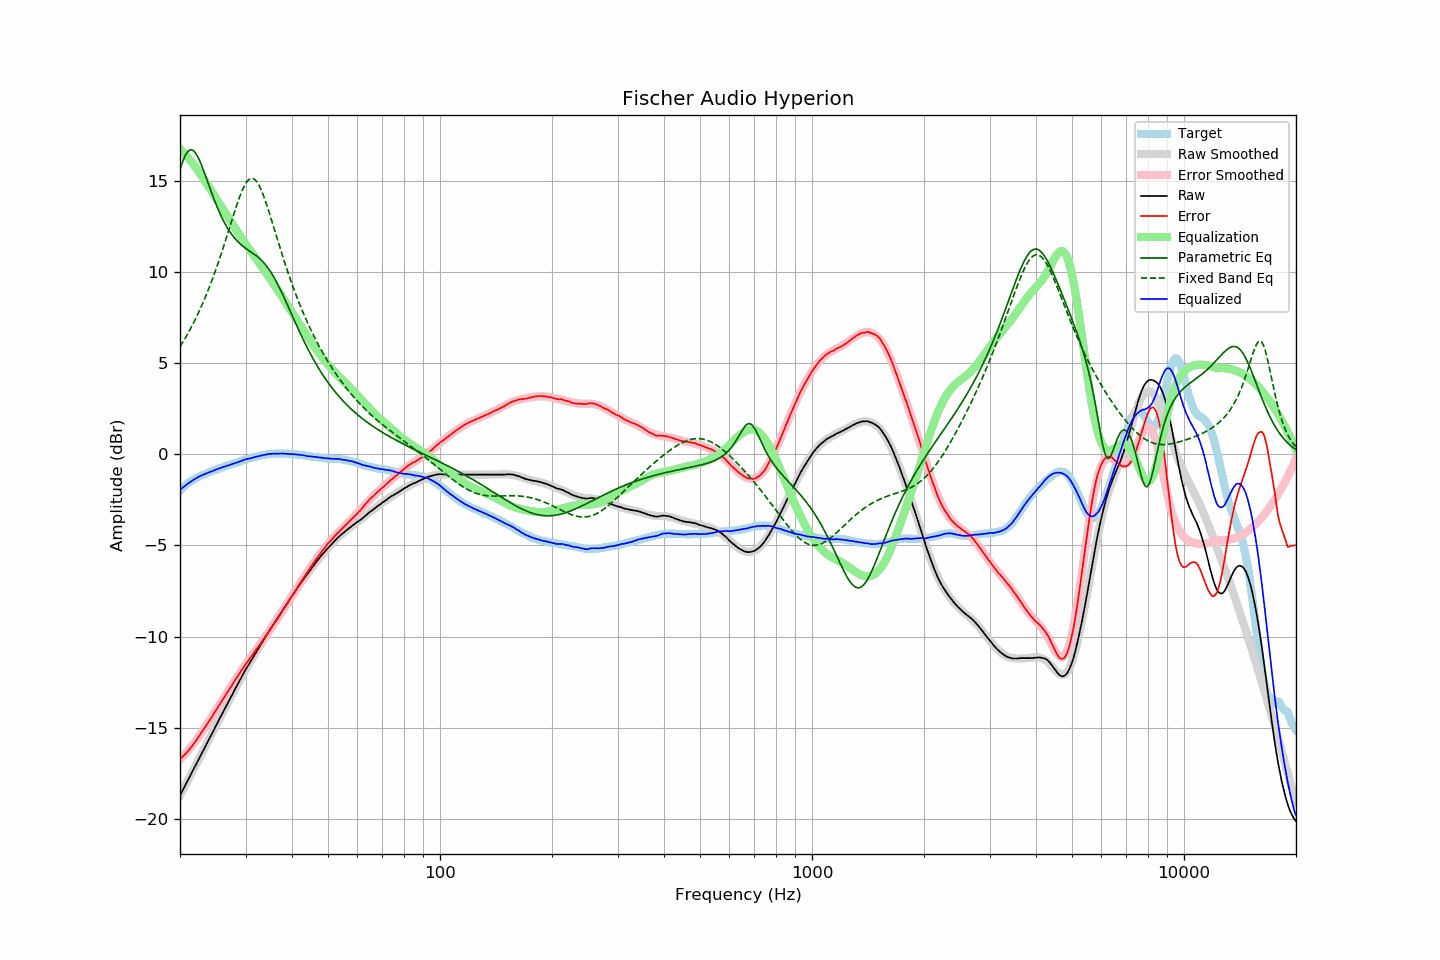 Fischer Audio Hyperion
Target
Raw Smoothed
Error Smoothed
Raw
Error
Equalization
Parametric Eq
Fixed Band Eq
Equalized
15
10
5
0
−5
−10
−15
−20
Amplitude (dBr)
100
1000
10000
Frequency (Hz)